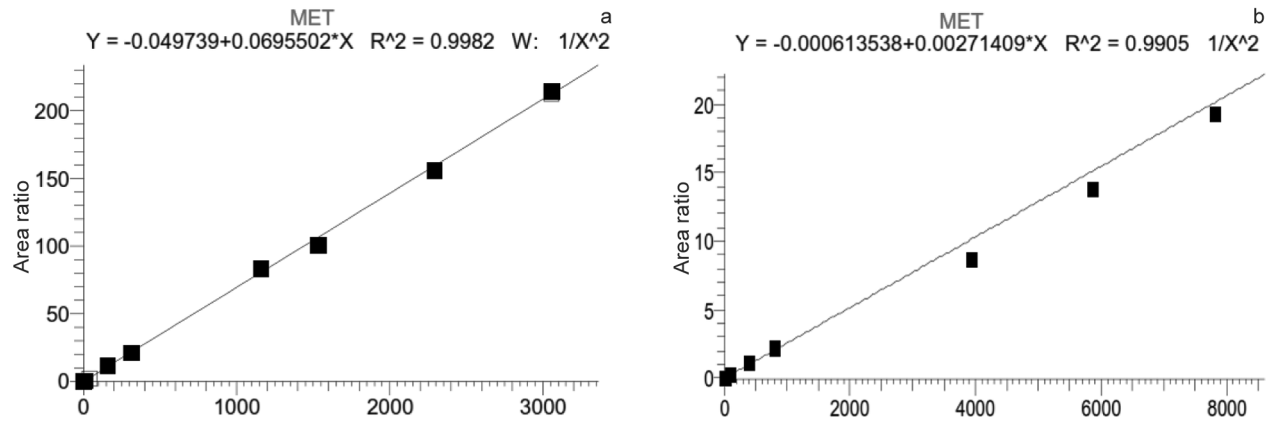 MET
a
Y = -0.049739+0.0695502*X R^2 = 0.9982 W: 1/X^2
Area ratio
200
150
100
50
0
0 1000 2000 3000
MET
b
Y = -0.000613538+0.00271409*X R^2 = 0.9905 1/X^2
Area ratio
20
15
10
5
0
0 2000 4000 6000 8000